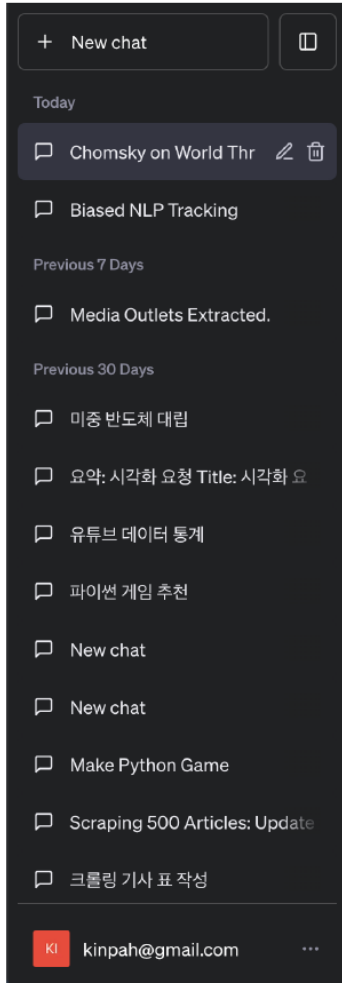 + New chat
Today
Chomsky on World Thr
Biased NLP Tracking
Previous 7 Days
Media Outlets Extracted.
Previous 30 Days
미중 반도체 대립
요약: 시각화 요청 Title: 시각화 요
유튜브 데이터 통계
파이썬 게임 추천
New chat
New chat
Make Python Game
Scraping 500 Articles: Update
크롤링 기사 표 작성
KI kinpah@gmail.com ...